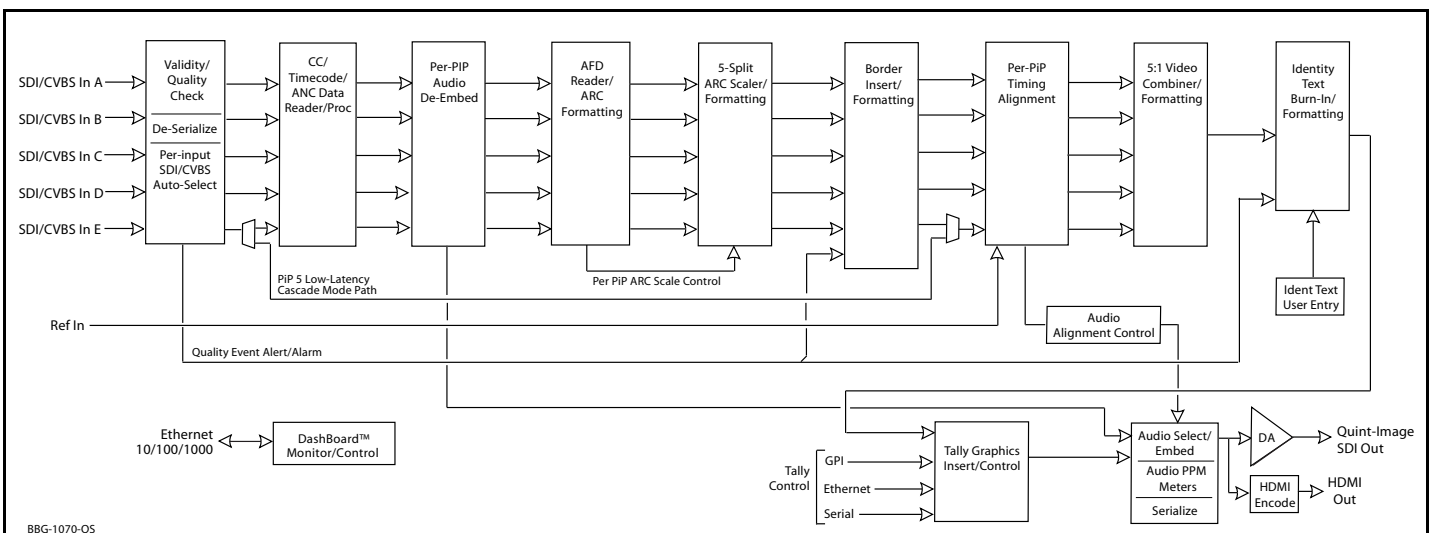 Validity/
Quality
Check
De-Serialize
Per-input
SDI/CVBS
Auto-Select
CC/
Timecode/
ANC Data
Reader/Proc
Per-PIP
Audio
De-Embed
AFD
Reader/
ARC
Formatting
5-Split
ARC Scaler/
Formatting
Border
Insert/
Formatting
Per-PiP
Timing
Alignment
5:1 Video
Combiner/
Formatting
Identity
Text
Burn-In/
Formatting
SDI/CVBS In A
SDI/CVBS In B
SDI/CVBS In C
SDI/CVBS In D
SDI/CVBS In E
PiP 5 Low-Latency
Cascade Mode Path
Per PiP ARC Scale Control
Ident Text
User Entry
Ref In
Audio
Alignment Control
Quality Event Alert/Alarm
Ethernet
10/100/1000
DashBoard™
Monitor/Control
Tally
Control
GPI
Ethernet
Serial
Tally Graphics
Insert/Control
Audio Select/
Embed
Audio PPM
Meters
Serialize
DA
Quint-Image
SDI Out
HDMI
Encode
HDMI
Out
BBG-1070-OS